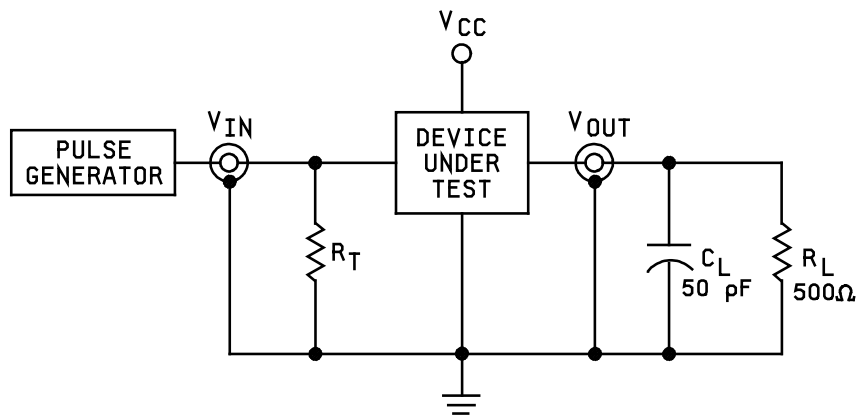 VCC
VIN
VOUT
PULSE
GENERATOR
DEVICE
UNDER
TEST
RT
CL
50 pF
RL
500Ω